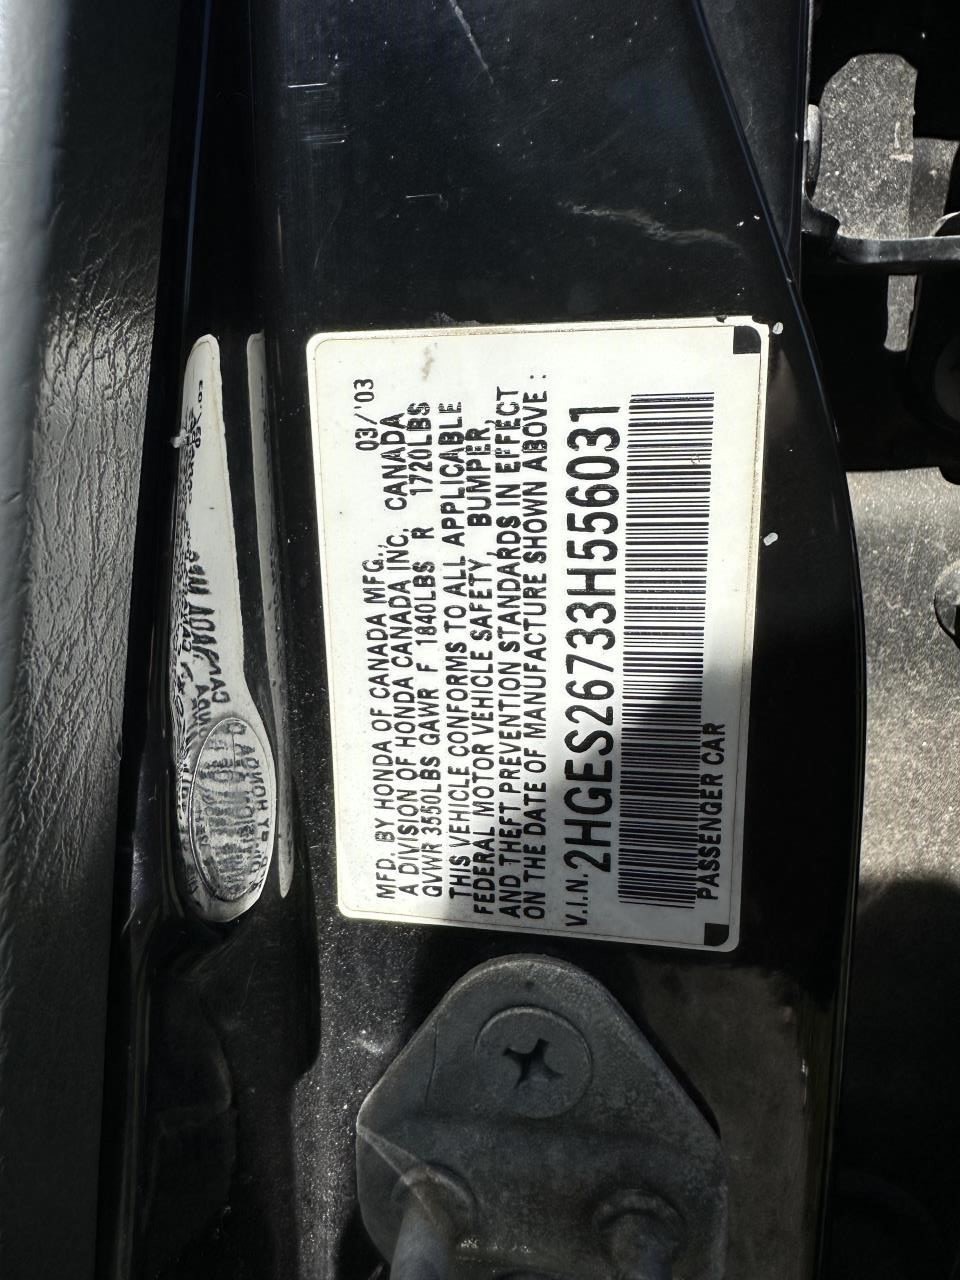 MFD. BY HONDA OF CANADA MFG., 03/'03
A DIVISION OF HONDA CANADA INC. CANADA
GVWR 3550LBS GAWR F 1840LBS R 1720LBS
THIS VEHICLE CONFORMS TO ALL APPLICABLE
FEDERAL MOTOR VEHICLE SAFETY, BUMPER,
AND THEFT PREVENTION STANDARDS IN EFFECT
ON THE DATE OF MANUFACTURE SHOWN ABOVE :
V.I.N. 2HGES26733H556031
PASSENGER CAR